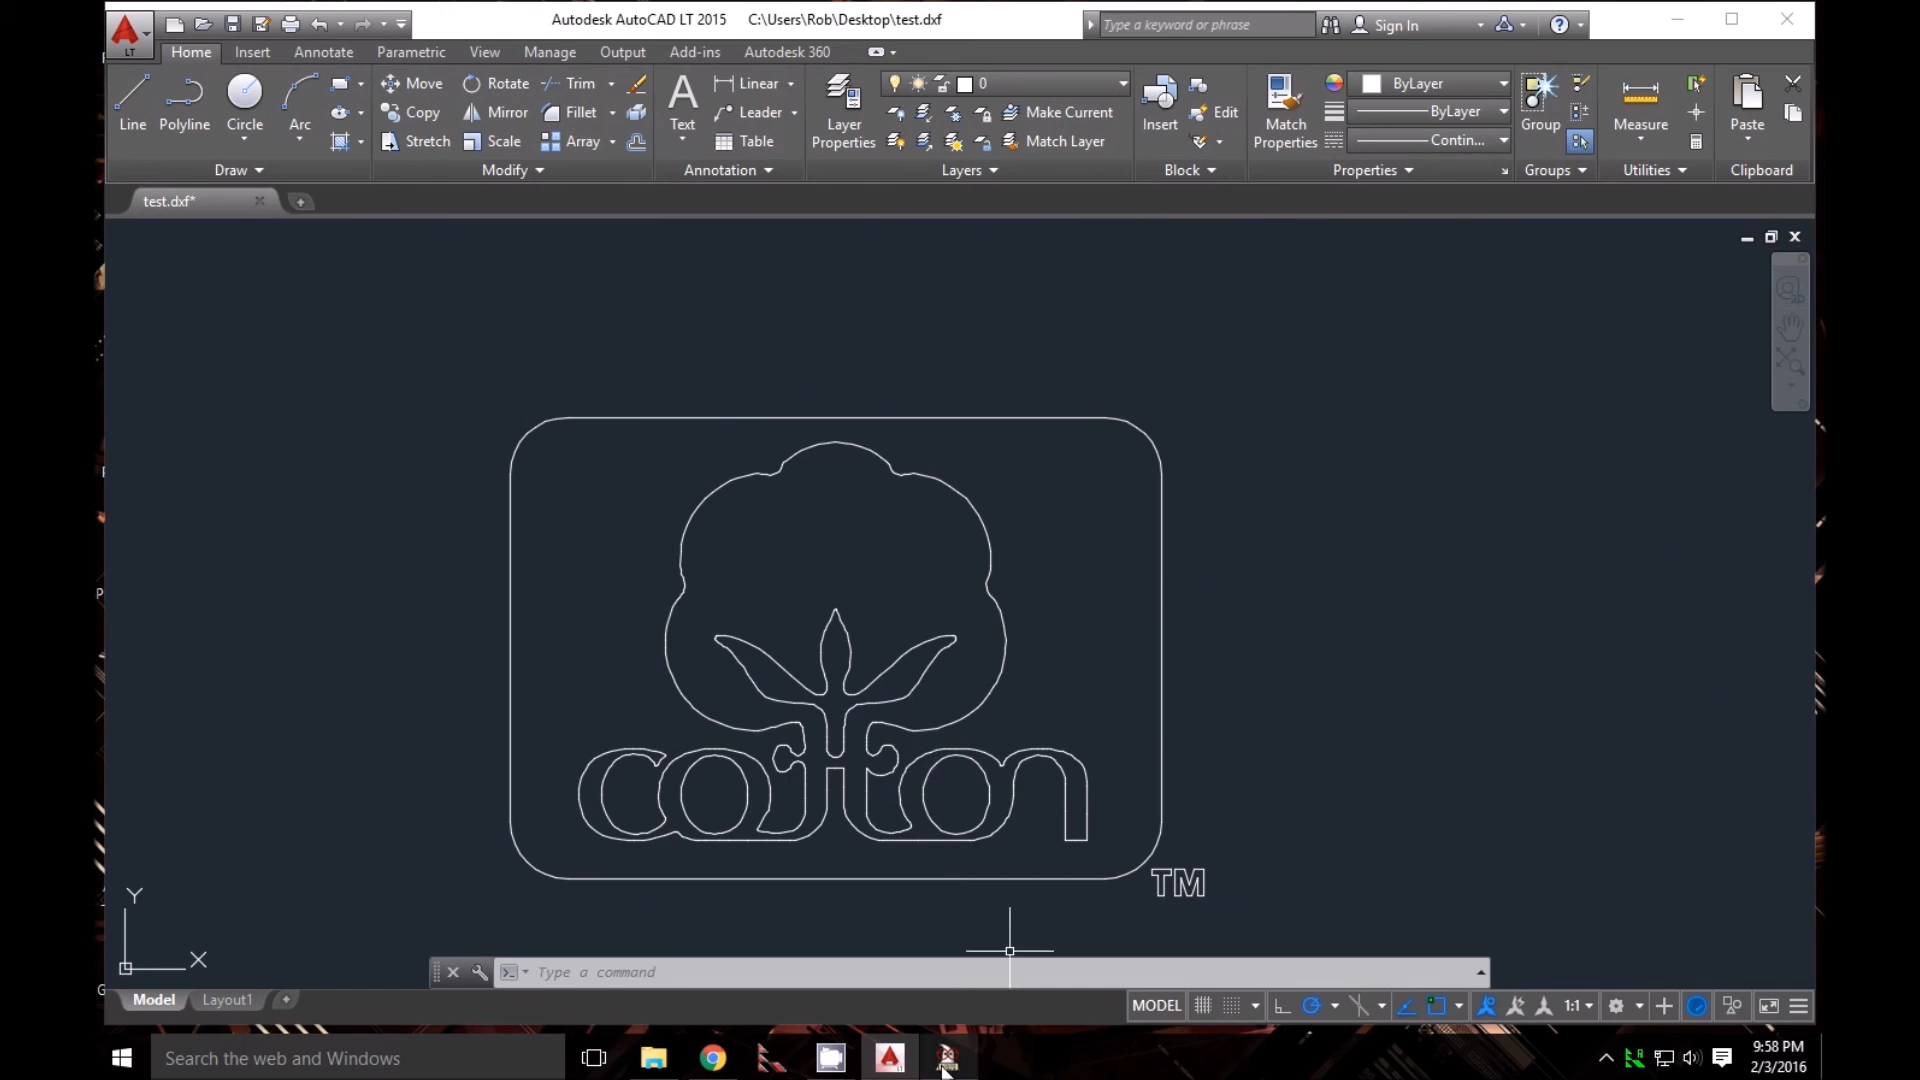 Autodesk AutoCAD LT 2015 C:\Users\Rob\Desktop\test.dxf
Type a keyword or phrase
Sign In
LT
Home Insert Annotate Parametric View Manage Output Add-ins Autodesk 360
Line Polyline Circle Arc
Move Rotate Trim
Copy Mirror Fillet
Stretch Scale Array
Text
Linear
Leader
Table
Layer Properties
0
Make Current
Match Layer
Insert
Edit
Match Properties
ByLayer
ByLayer
Contin...
Group
Measure
Paste
Draw Modify Annotation Layers Block Properties Groups Utilities Clipboard
test.dxf*
2D
cotton
TM
Y
X
Type a command
Model Layout1
MODEL
1:1
Search the web and Windows
9:58 PM
2/3/2016